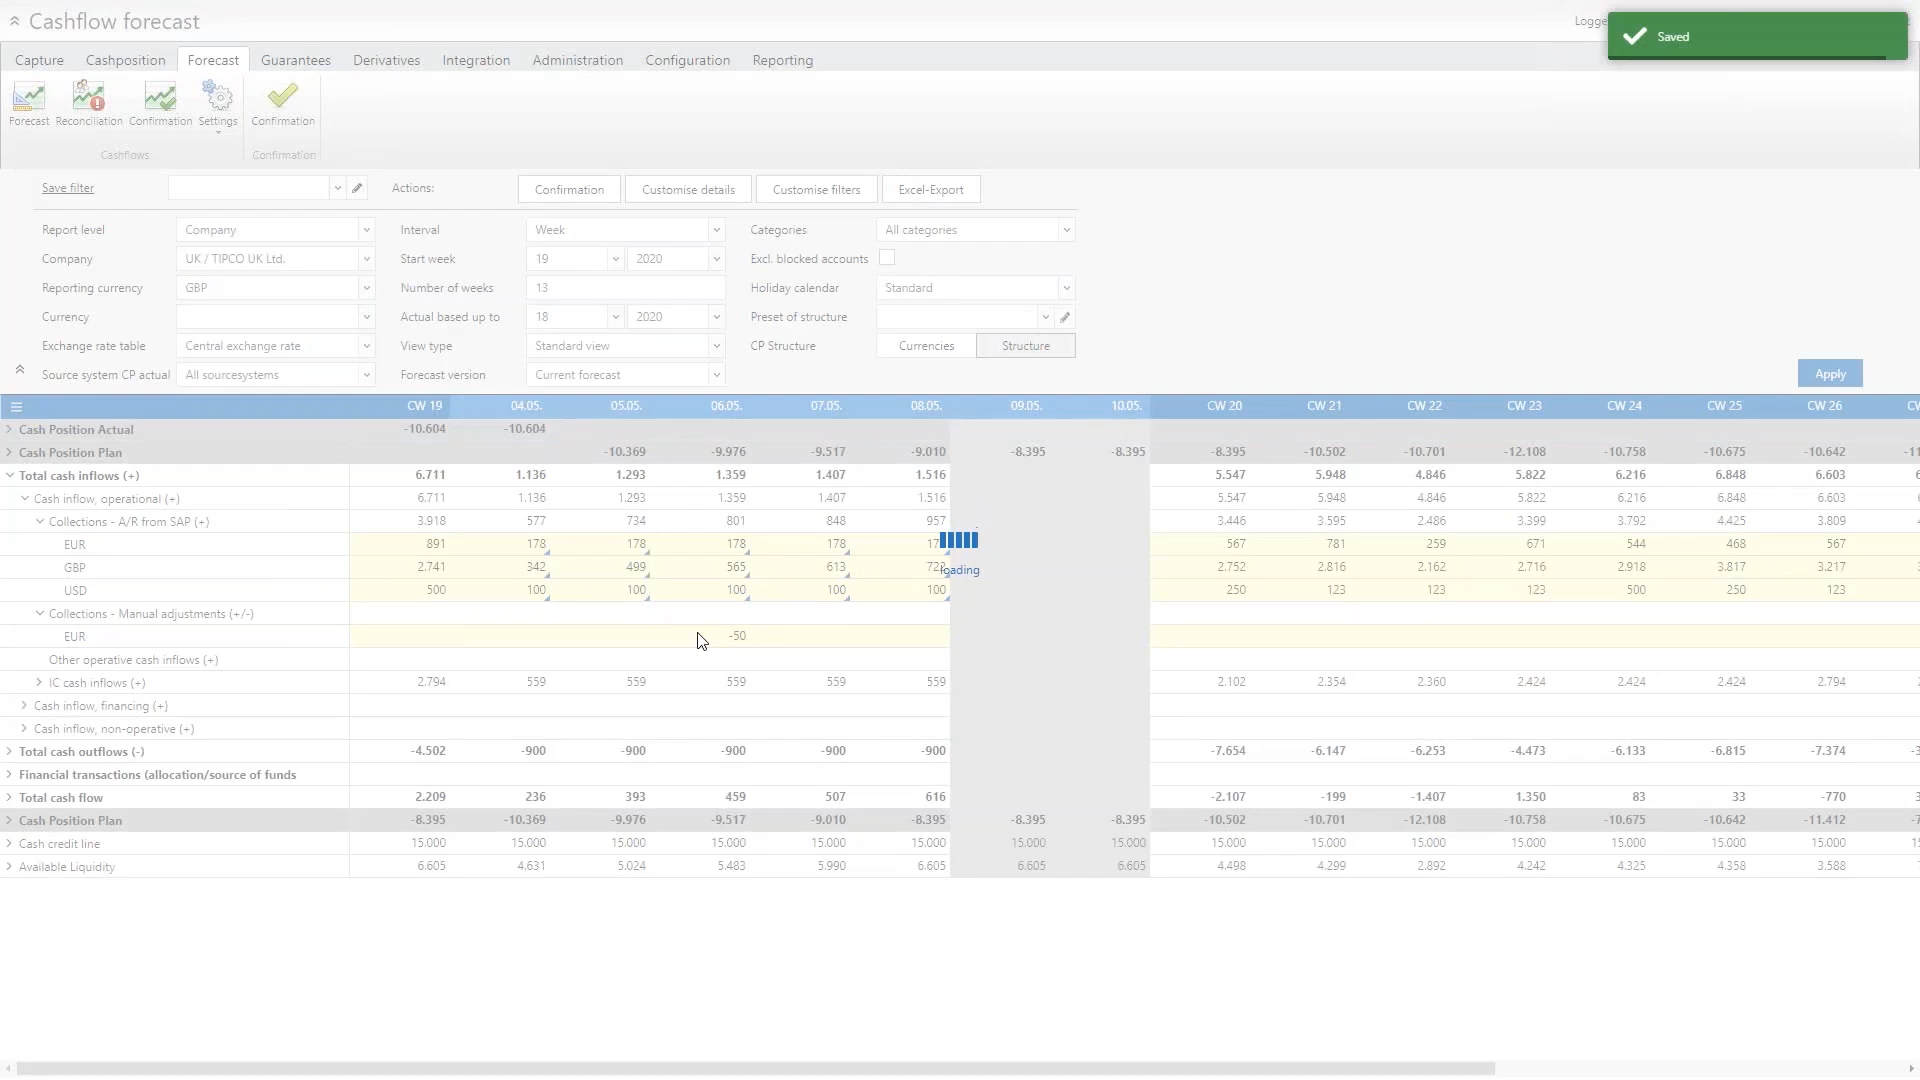 Cashflow forecast
Logge
Saved
Capture Cashposition Forecast Guarantees Derivatives Integration Administration Configuration Reporting
Forecast Reconciliation Confirmation Settings Confirmation
Cashflows Confirmation
Save filter Actions: Confirmation Customise details Customise filters Excel-Export
Report level Company Interval Week Categories All categories
Company UK / TIPCO UK Ltd. Start week 19 2020 Excl. blocked accounts
Reporting currency GBP Number of weeks 13 Holiday calendar Standard
Currency Actual based up to 18 2020 Preset of structure
Exchange rate table Central exchange rate View type Standard view CP Structure Currencies Structure
Source system CP actual All sourcesystems Forecast version Current forecast Apply
CW 19 04.05. 05.05. 06.05. 07.05. 08.05. 09.05. 10.05. CW 20 CW 21 CW 22 CW 23 CW 24 CW 25 CW 26
Cash Position Actual -10.604 -10.604
Cash Position Plan -10.369 -9.976 -9.517 -9.010 -8.395 -8.395 -8.395 -10.502 -10.701 -12.108 -10.758 -10.675 -10.642
Total cash inflows (+) 6.711 1.136 1.293 1.359 1.407 1.516 5.547 5.948 4.846 5.822 6.216 6.848 6.603
Cash inflow, operational (+) 6.711 1.136 1.293 1.359 1.407 1.516 5.547 5.948 4.846 5.822 6.216 6.848 6.603
Collections - A/R from SAP (+) 3.918 577 734 801 848 957 3.446 3.595 2.486 3.399 3.792 4.425 3.809
EUR 891 178 178 178 178 567 781 259 671 544 468 567
GBP 2.741 342 499 565 613 722 2.752 2.816 2.162 2.716 2.918 3.817 3.217
loading
USD 500 100 100 100 100 100 250 123 123 123 500 250 123
Collections - Manual adjustments (+/-)
EUR -50
Other operative cash inflows (+)
IC cash inflows (+) 2.794 559 559 559 559 559 2.102 2.354 2.360 2.424 2.424 2.424 2.794
Cash inflow, financing (+)
Cash inflow, non-operative (+)
Total cash outflows (-) -4.502 -900 -900 -900 -900 -900 -7.654 -6.147 -6.253 -4.473 -6.133 -6.815 -7.374
Financial transactions (allocation/source of funds
Total cash flow 2.209 236 393 459 507 616 -2.107 -199 -1.407 1.350 83 33 -770
Cash Position Plan -8.395 -10.369 -9.976 -9.517 -9.010 -8.395 -8.395 -8.395 -10.502 -10.701 -12.108 -10.758 -10.675 -10.642 -11.412
Cash credit line 15.000 15.000 15.000 15.000 15.000 15.000 15.000 15.000 15.000 15.000 15.000 15.000 15.000 15.000 15.000
Available Liquidity 6.605 4.631 5.024 5.483 5.990 6.605 6.605 6.605 4.498 4.299 2.892 4.242 4.325 4.358 3.588